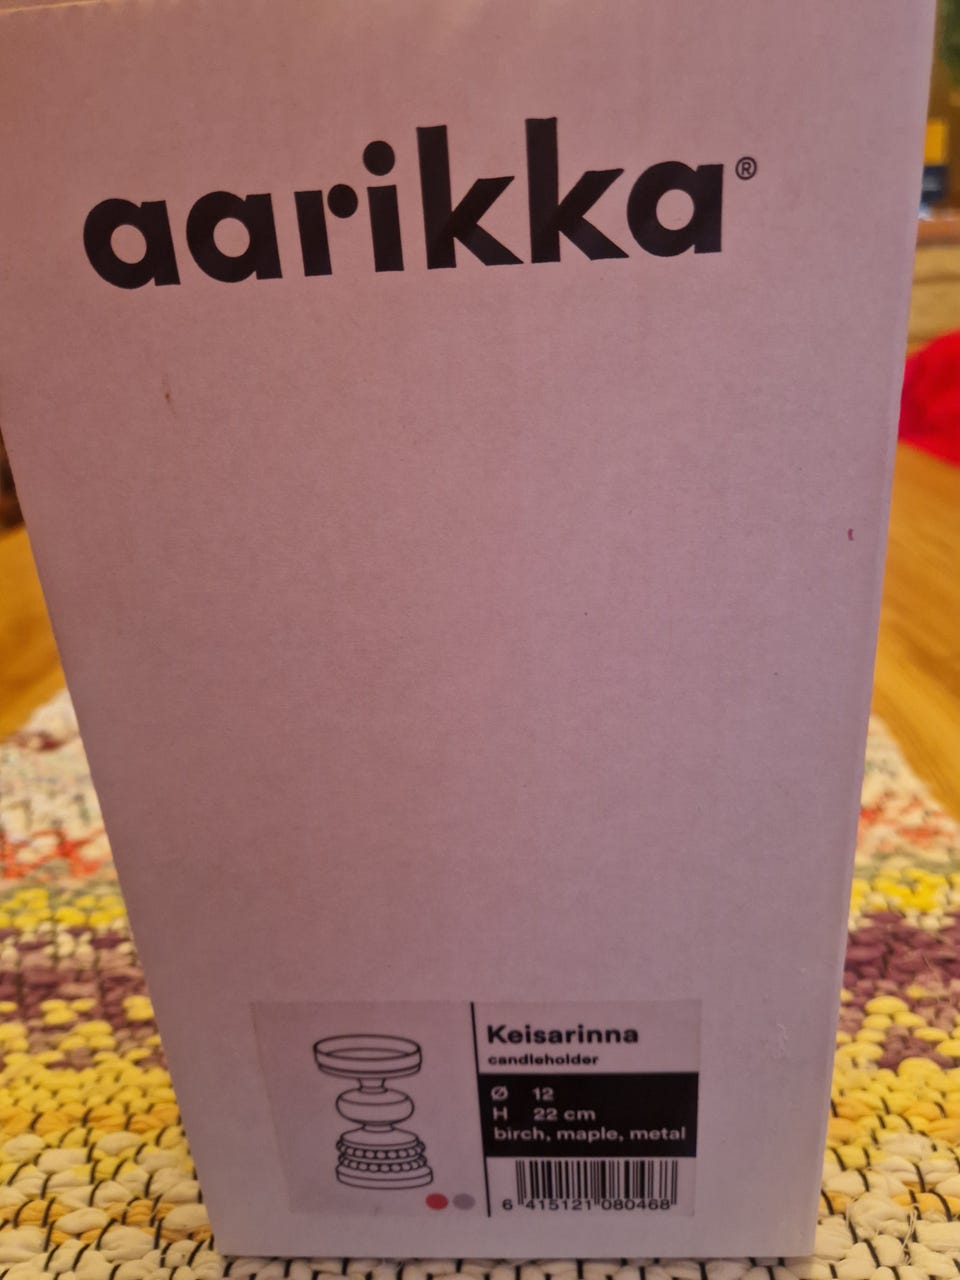 aarikka®
Keisarinna
candleholder
Ø 12
H 22 cm
birch, maple, metal
6 415121 080468